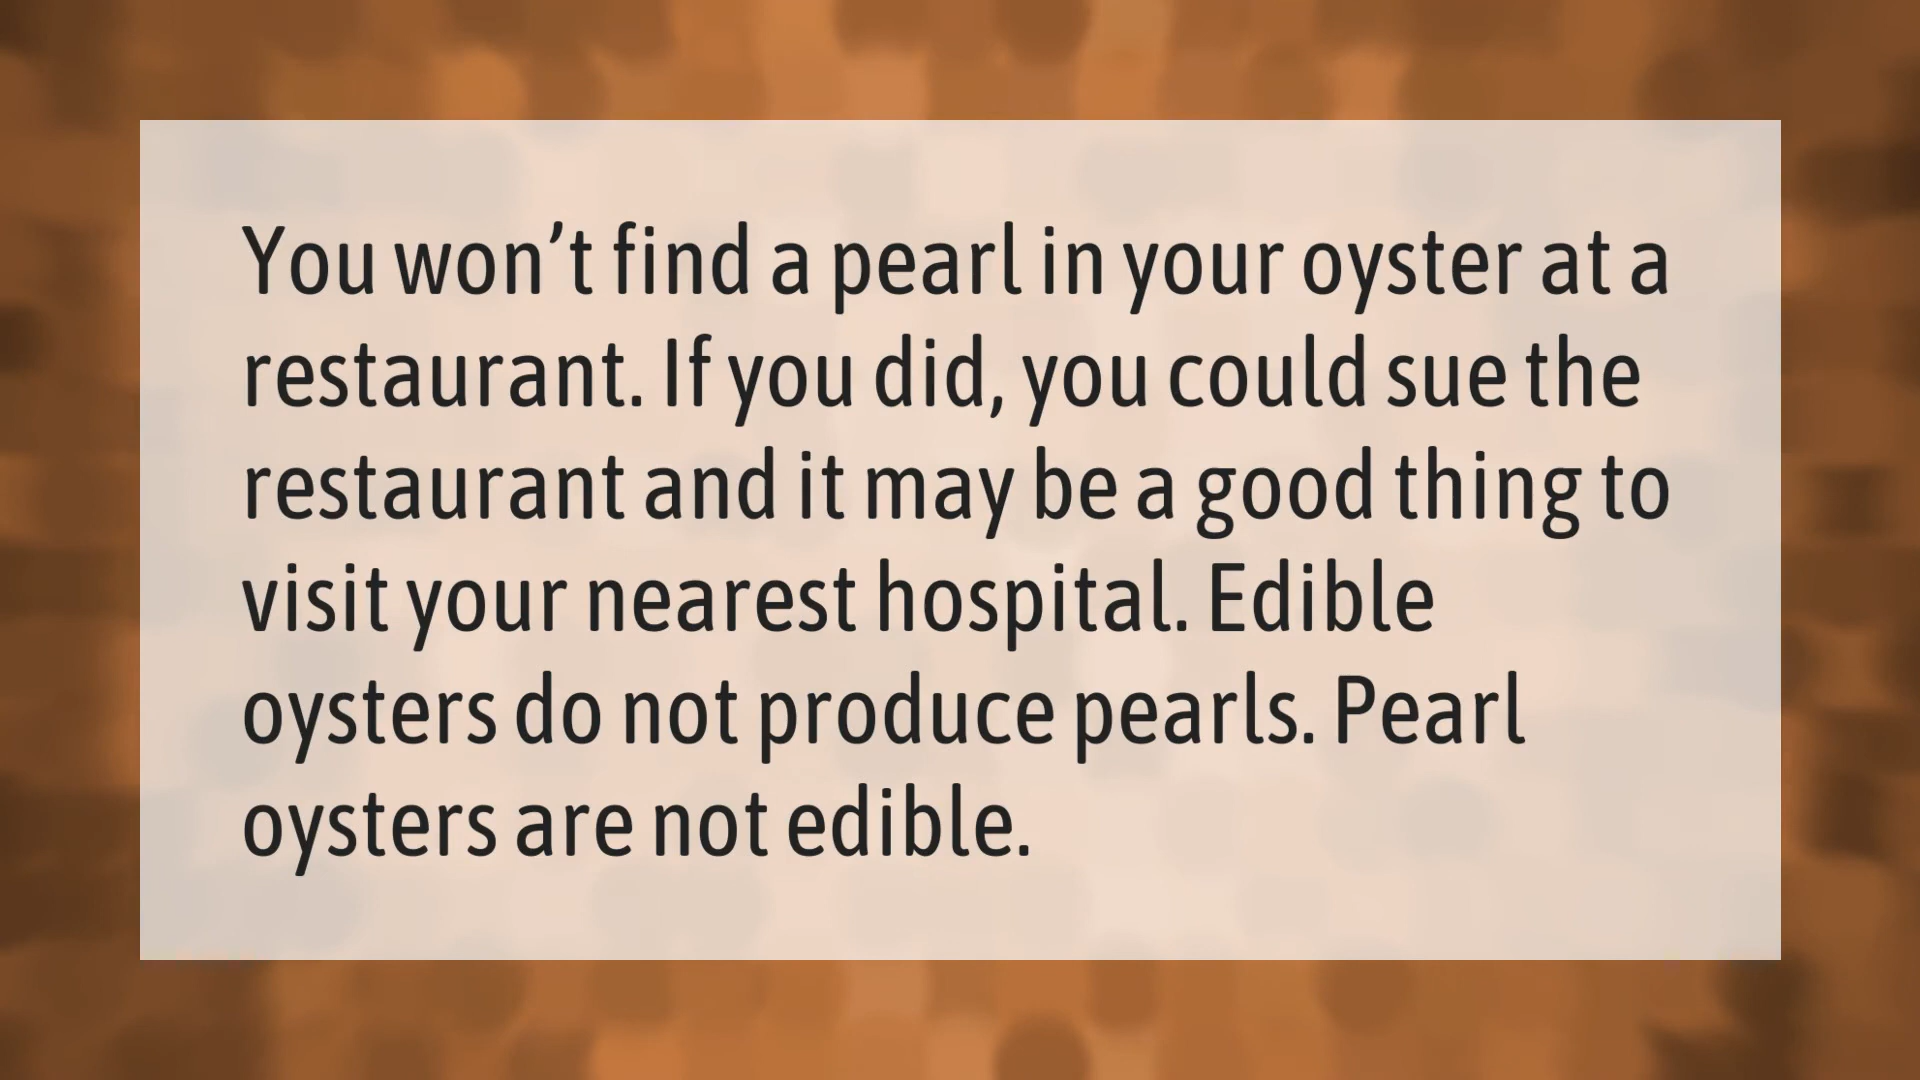 You won’t find a pearl in your oyster at a
restaurant. If you did, you could sue the
restaurant and it may be a good thing to
visit your nearest hospital. Edible
oysters do not produce pearls. Pearl
oysters are not edible.